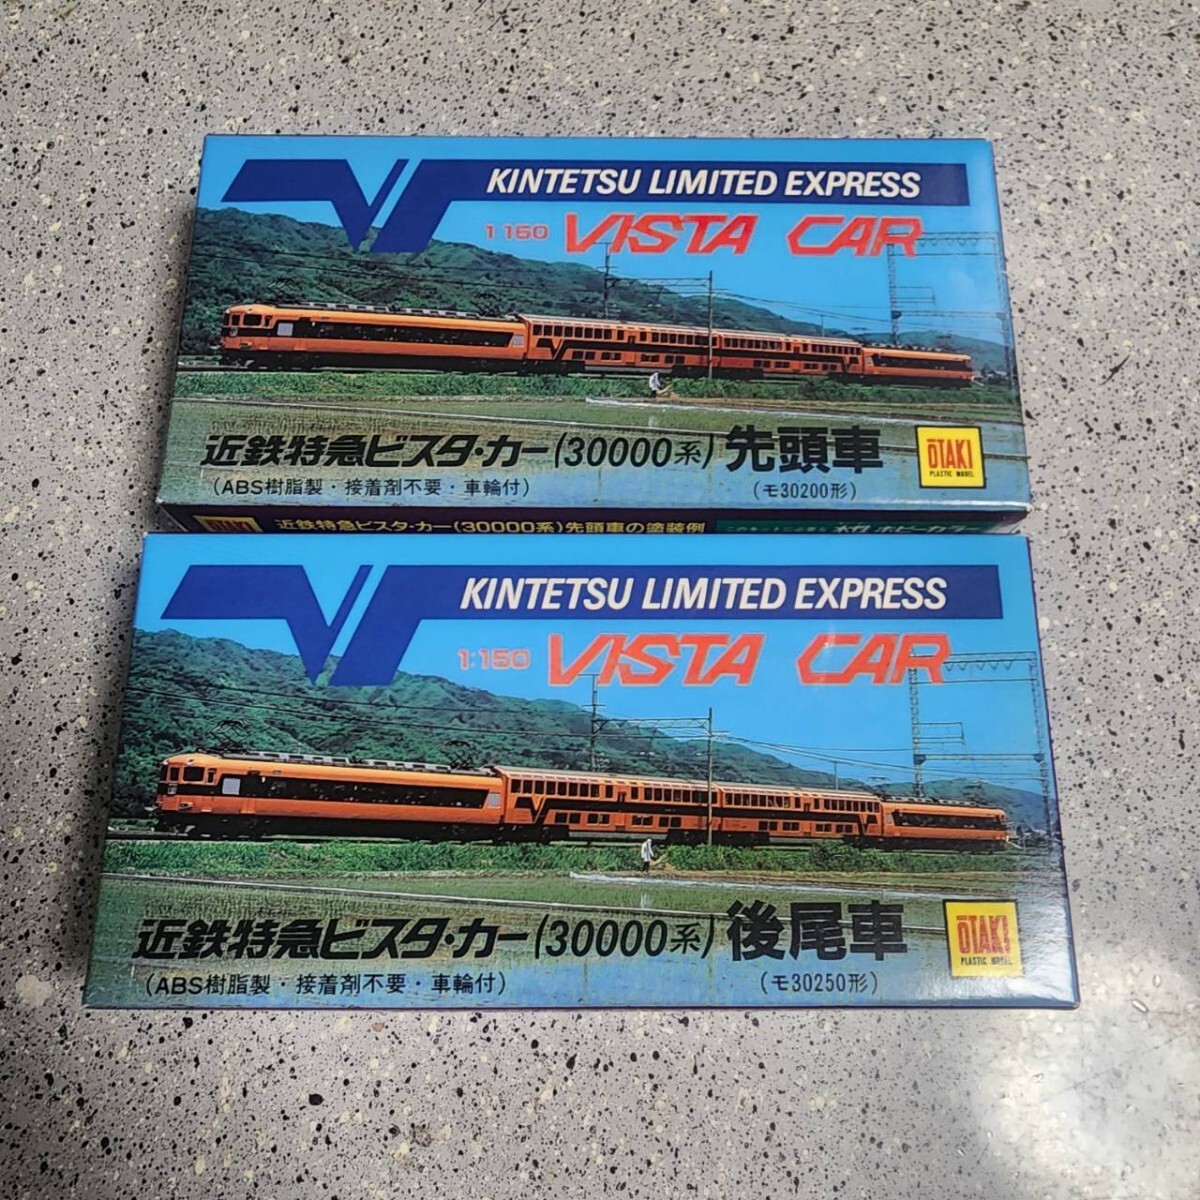 KINTETSU LIMITED EXPRESS
1:150 VISTA CAR
近鉄特急ビスタ・カー(30000系)先頭車
(ABS樹脂製・接着剤不要・車輪付)
(モ30200形)
ŌTAKI
PLASTIC MODEL
ŌTAKI
近鉄特急ビスタ・カー(30000系)先頭車の塗装例
KINTETSU LIMITED EXPRESS
1:150 VISTA CAR
近鉄特急ビスタ・カー(30000系)後尾車
(ABS樹脂製・接着剤不要・車輪付)
(モ30250形)
ŌTAKI
PLASTIC MODEL